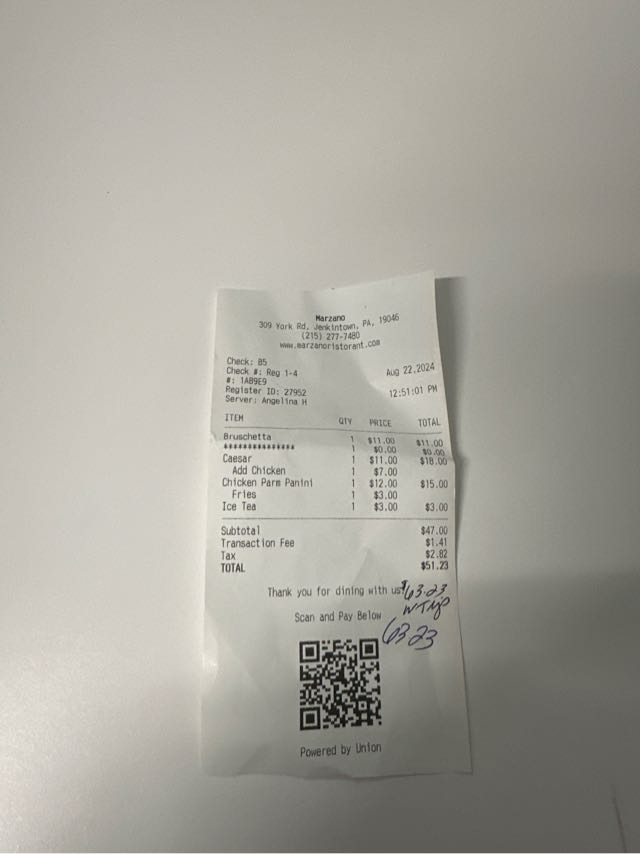 Marzano
309 York Rd, Jenkintown, PA, 19046
(215) 277-7480
www.marzanoristorant.com
Check: 85
Check #: Reg 1-4 Aug 22,2024
#: 1AB9E9
Register ID: 27952 12:51:01 PM
Server: Angelina H
ITEM QTY PRICE TOTAL
Bruschetta 1 $11.00 $11.00
*************** 1 $0.00 $0.00
Caesar 1 $11.00 $18.00
Add Chicken 1 $7.00
Chicken Parm Panini 1 $12.00 $15.00
Fries 1 $3.00
Ice Tea 1 $3.00 $3.00
Subtotal $47.00
Transaction Fee $1.41
Tax $2.82
TOTAL $51.23
Thank you for dining with us!
$63.23
Scan and Pay Below
63.23
Powered by Union